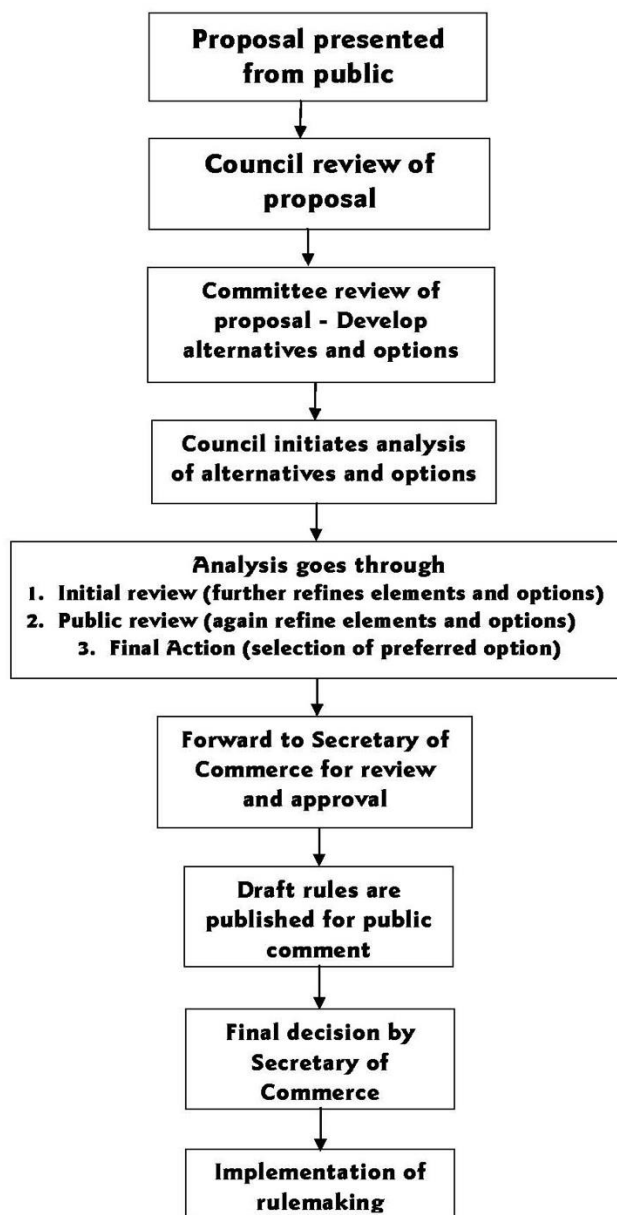 Proposal presented
from public
Council review of
proposal
Committee review of
proposal - Develop
alternatives and options
Council initiates analysis
of alternatives and options
Analysis goes through
1. Initial review (further refines elements and options)
2. Public review (again refine elements and options)
3. Final Action (selection of preferred option)
Forward to Secretary of
Commerce for review
and approval
Draft rules are
published for public
comment
Final decision by
Secretary of
Commerce
Implementation of
rulemaking